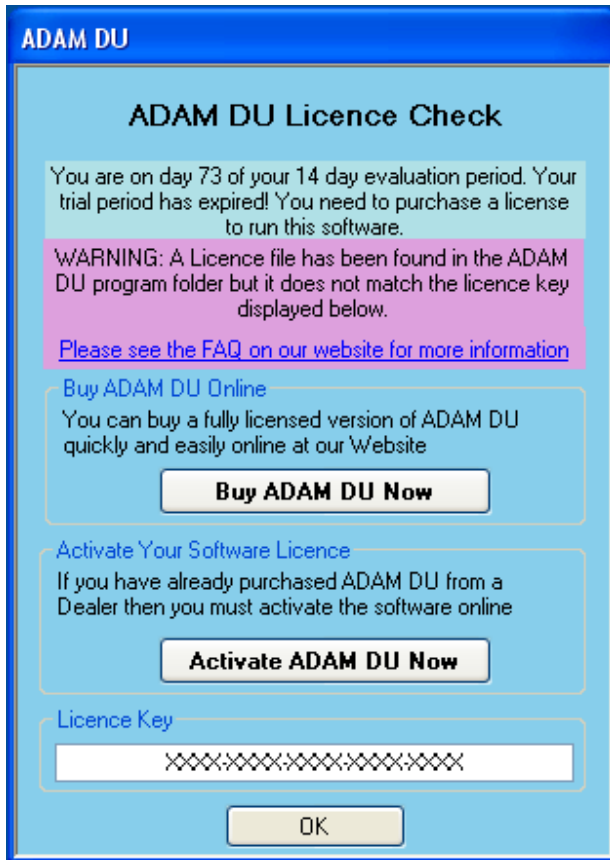 ADAM DU
ADAM DU Licence Check
You are on day 73 of your 14 day evaluation period. Your
trial period has expired! You need to purchase a license
to run this software.
WARNING: A Licence file has been found in the ADAM
DU program folder but it does not match the licence key
displayed below.
Please see the FAQ on our website for more information
Buy ADAM DU Online
You can buy a fully licensed version of ADAM DU
quickly and easily online at our Website
Buy ADAM DU Now
Activate Your Software Licence
If you have already purchased ADAM DU from a
Dealer then you must activate the software online
Activate ADAM DU Now
Licence Key
XXXX-XXXX-XXXX-XXXX-XXXX
OK